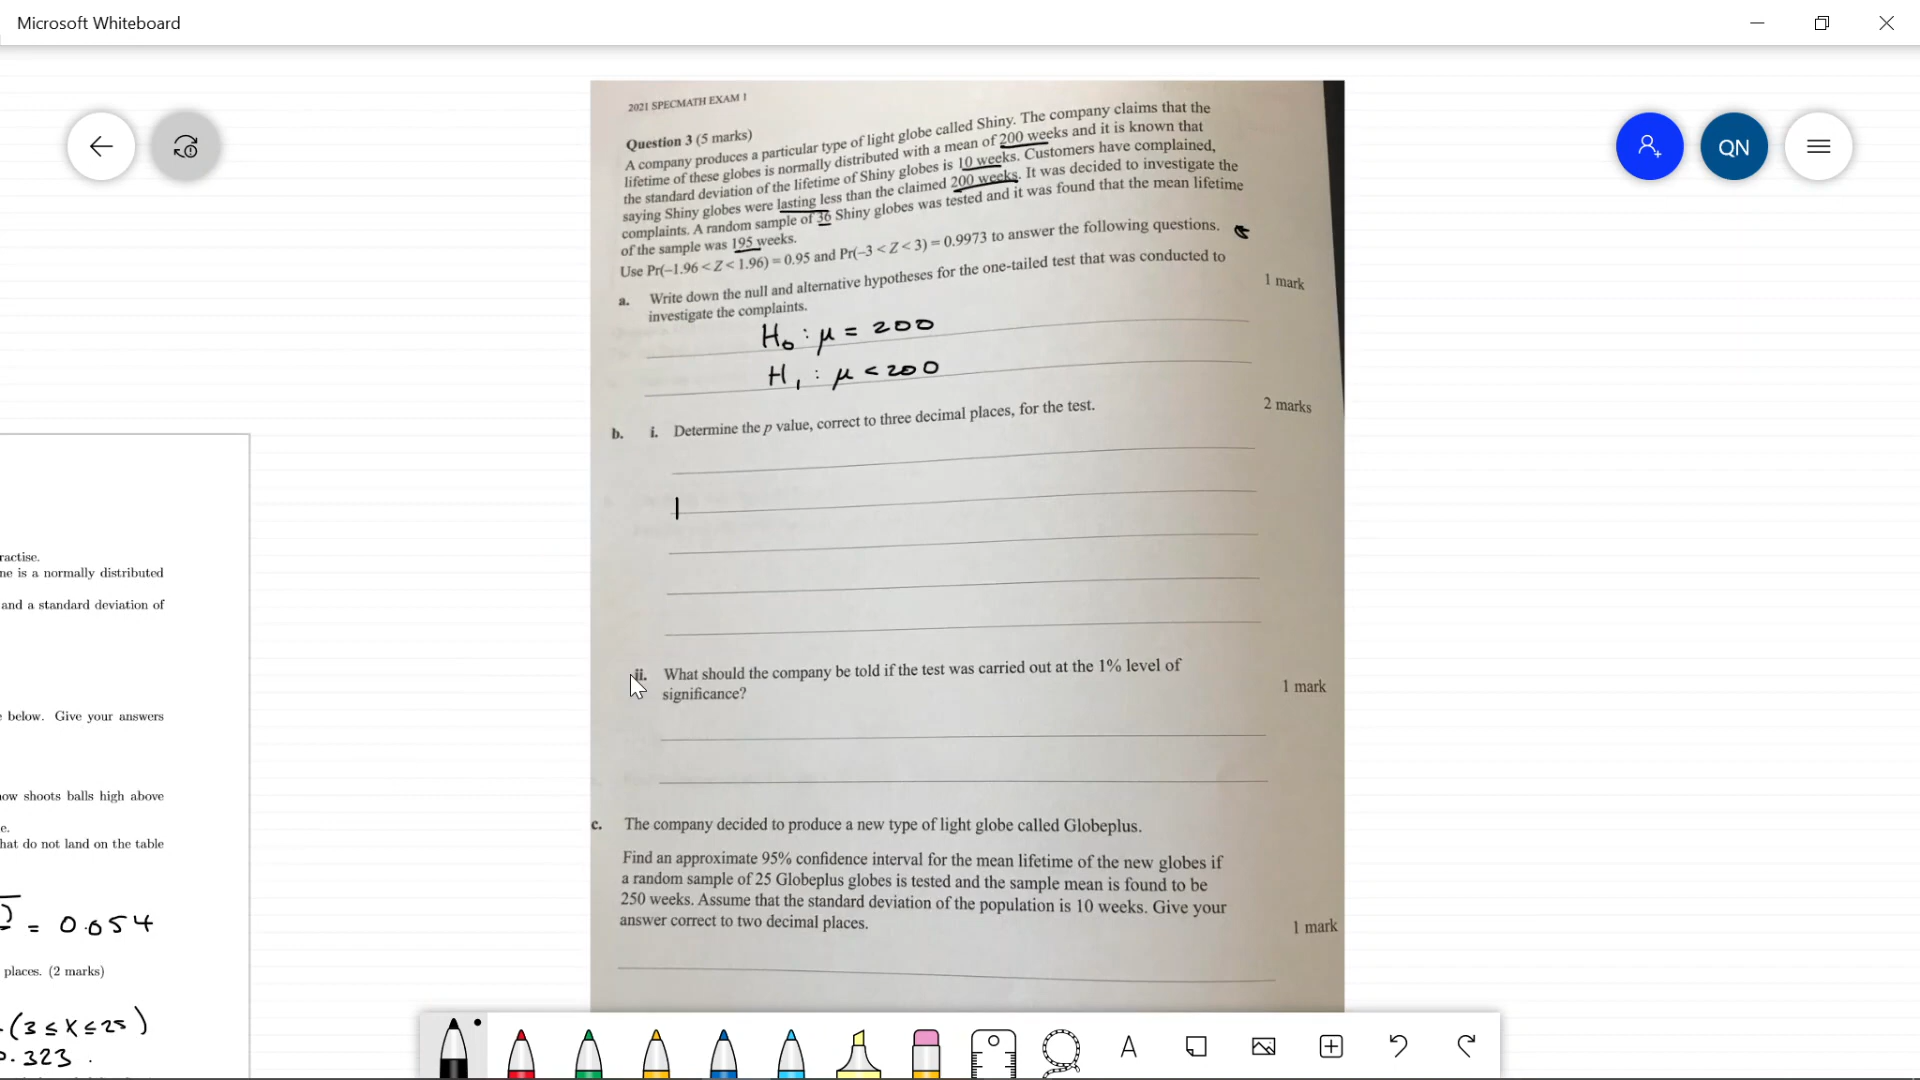 Microsoft Whiteboard
QN
2021 SPECMATH EXAM 1
Question 3 (5 marks)
A company produces a particular type of light globe called Shiny. The company claims that the
lifetime of these globes is normally distributed with a mean of 200 weeks and it is known that
the standard deviation of the lifetime of Shiny globes is 10 weeks. Customers have complained,
saying Shiny globes were lasting less than the claimed 200 weeks. It was decided to investigate the
complaints. A random sample of 36 Shiny globes was tested and it was found that the mean lifetime
of the sample was 195 weeks.
Use Pr(–1.96 < Z < 1.96) = 0.95 and Pr(–3 < Z < 3) = 0.9973 to answer the following questions.
a. Write down the null and alternative hypotheses for the one-tailed test that was conducted to
investigate the complaints.
1 mark
H₀ : μ = 200
H₁ : μ < 200
b. i. Determine the p value, correct to three decimal places, for the test.
2 marks
ii. What should the company be told if the test was carried out at the 1% level of
significance?
1 mark
c. The company decided to produce a new type of light globe called Globeplus.
Find an approximate 95% confidence interval for the mean lifetime of the new globes if
a random sample of 25 Globeplus globes is tested and the sample mean is found to be
250 weeks. Assume that the standard deviation of the population is 10 weeks. Give your
answer correct to two decimal places.
1 mark
ractise.
ne is a normally distributed
and a standard deviation of
below. Give your answers
ow shoots balls high above
e.
hat do not land on the table
= 0.054
places. (2 marks)
(3 ≤ X ≤ 25)
0.323